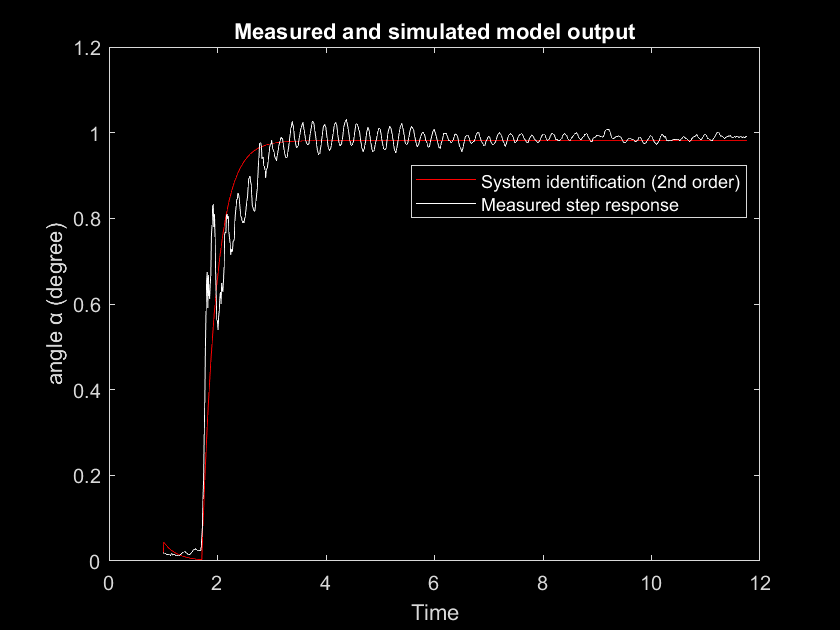 Measured and simulated model output
1.2
1
0.8
0.6
0.4
0.2
0
angle α (degree)
System identification (2nd order)
Measured step response
0 2 4 6 8 10 12
Time